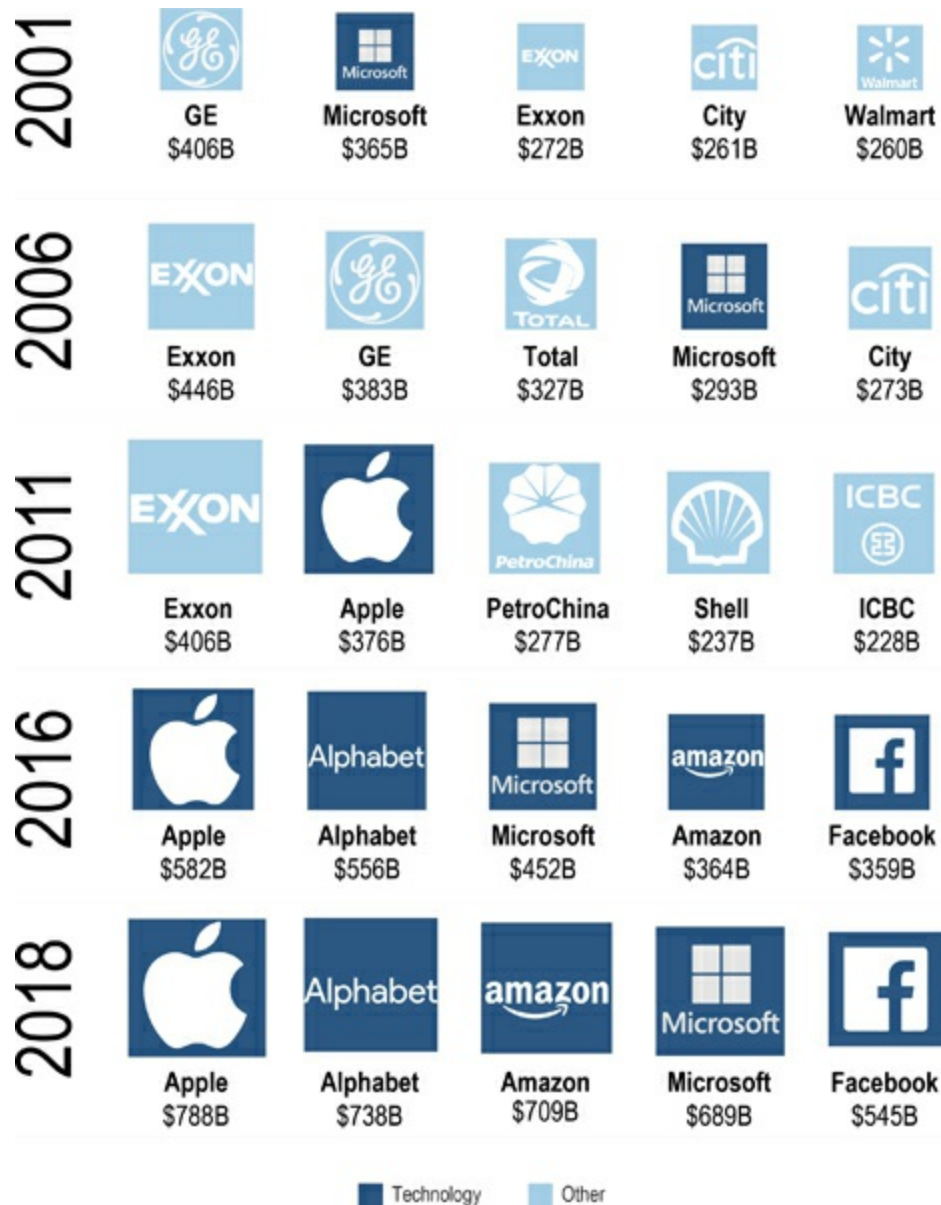 2001
GE
Microsoft
EXXON
citi
Walmart
GE Microsoft Exxon City Walmart
$406B $365B $272B $261B $260B
2006
EXXON
GE
TOTAL
Microsoft
citi
Exxon GE Total Microsoft City
$446B $383B $327B $293B $273B
2011
EXXON
PetroChina
ICBC
Exxon Apple PetroChina Shell ICBC
$406B $376B $277B $237B $228B
2016
Alphabet
Microsoft
amazon
f
Apple Alphabet Microsoft Amazon Facebook
$582B $556B $452B $364B $359B
2018
Alphabet
amazon
Microsoft
f
Apple Alphabet Amazon Microsoft Facebook
$788B $738B $709B $689B $545B
Technology Other